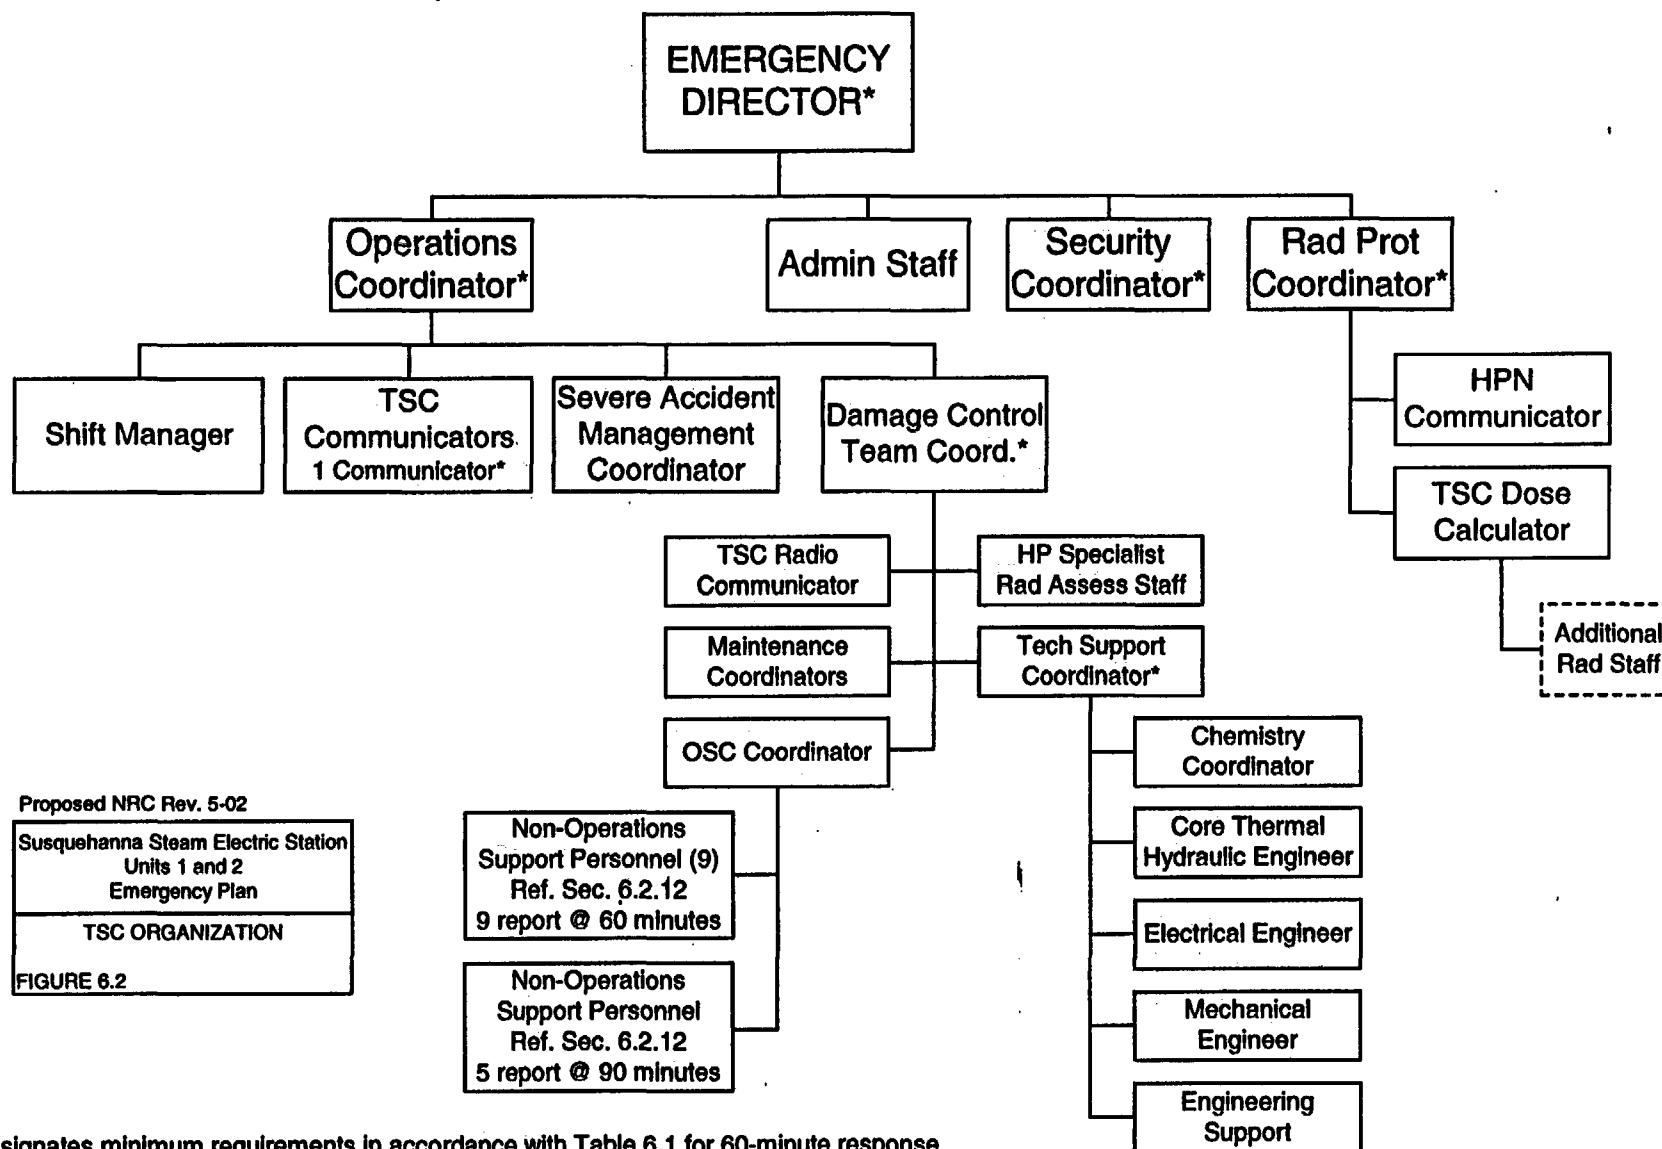 EMERGENCY
DIRECTOR*
Operations
Coordinator*
Admin Staff
Security
Coordinator*
Rad Prot
Coordinator*
Shift Manager
TSC
Communicators
1 Communicator*
Severe Accident
Management
Coordinator
Damage Control
Team Coord.*
HPN
Communicator
TSC Dose
Calculator
Additional
Rad Staff
TSC Radio
Communicator
HP Specialist
Rad Assess Staff
Maintenance
Coordinators
Tech Support
Coordinator*
OSC Coordinator
Chemistry
Coordinator
Core Thermal
Hydraulic Engineer
Electrical Engineer
Mechanical
Engineer
Engineering
Support
Non-Operations
Support Personnel (9)
Ref. Sec. 6.2.12
9 report @ 60 minutes
Non-Operations
Support Personnel
Ref. Sec. 6.2.12
5 report @ 90 minutes
Proposed NRC Rev. 5-02
Susquehanna Steam Electric Station
Units 1 and 2
Emergency Plan
TSC ORGANIZATION
FIGURE 6.2
signates minimum requirements in accordance with Table 6.1 for 60-minute response